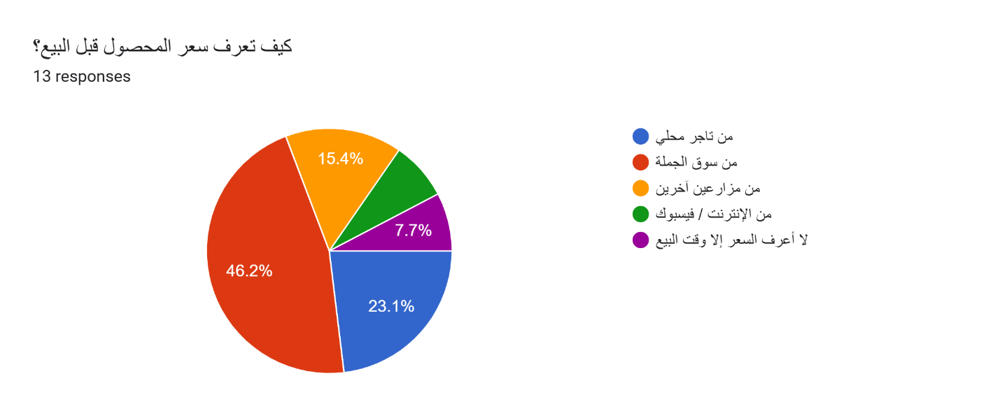 كيف تعرف سعر المحصول قبل البيع؟
13 responses
15.4%
7.7%
46.2%
23.1%
من تاجر محلي
من سوق الجملة
من مزارعين آخرين
من الإنترنت / فيسبوك
لا أعرف السعر إلا وقت البيع